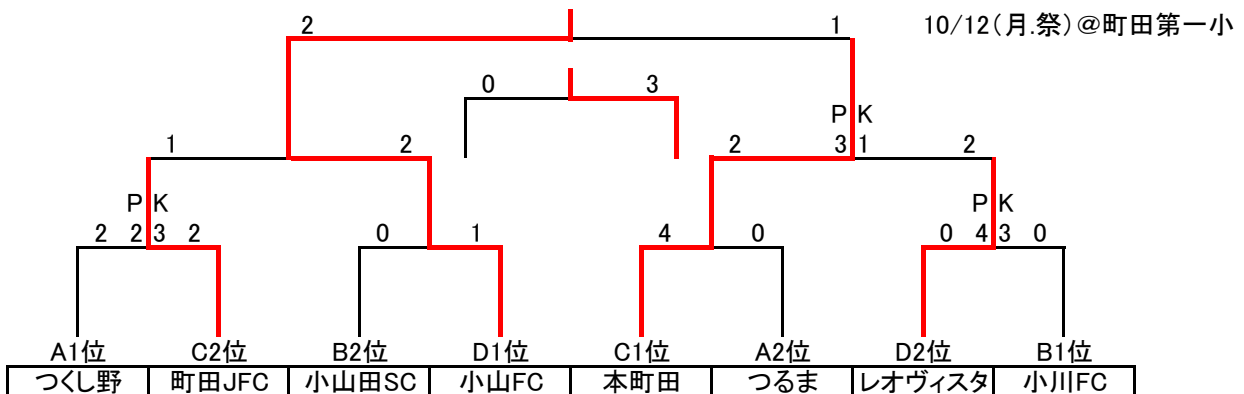 2 1 10/12(月.祭)@町田第一小
0 3
PK
1 2 2 3 1 2
PK PK
2 2 3 2 0 1 4 0 0 4 3 0
A1位 C2位 B2位 D1位 C1位 A2位 D2位 B1位
つくし野 町田JFC 小山田SC 小山FC 本町田 つるま レオヴィスタ 小川FC